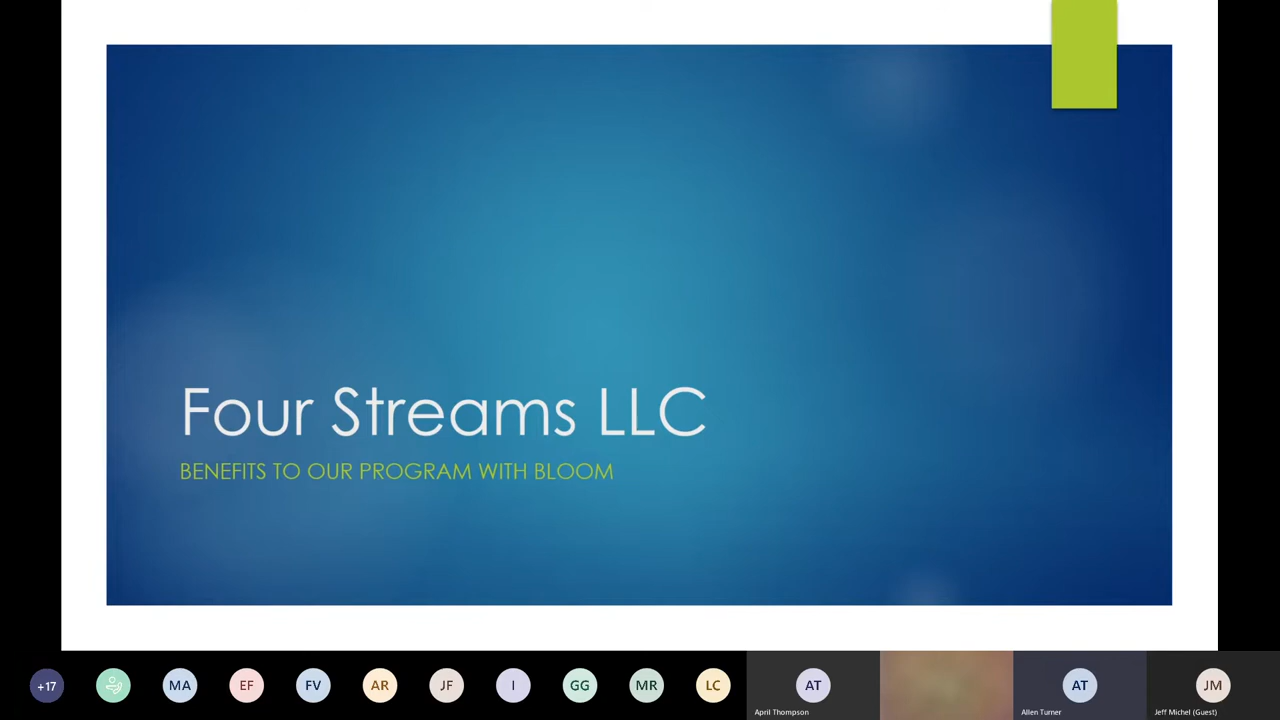 Four Streams LLC
BENEFITS TO OUR PROGRAM WITH BLOOM
+17 MA EF FV AR JF I GG MR LC AT AT JM
April Thompson Allen Turner Jeff Michel (Guest)